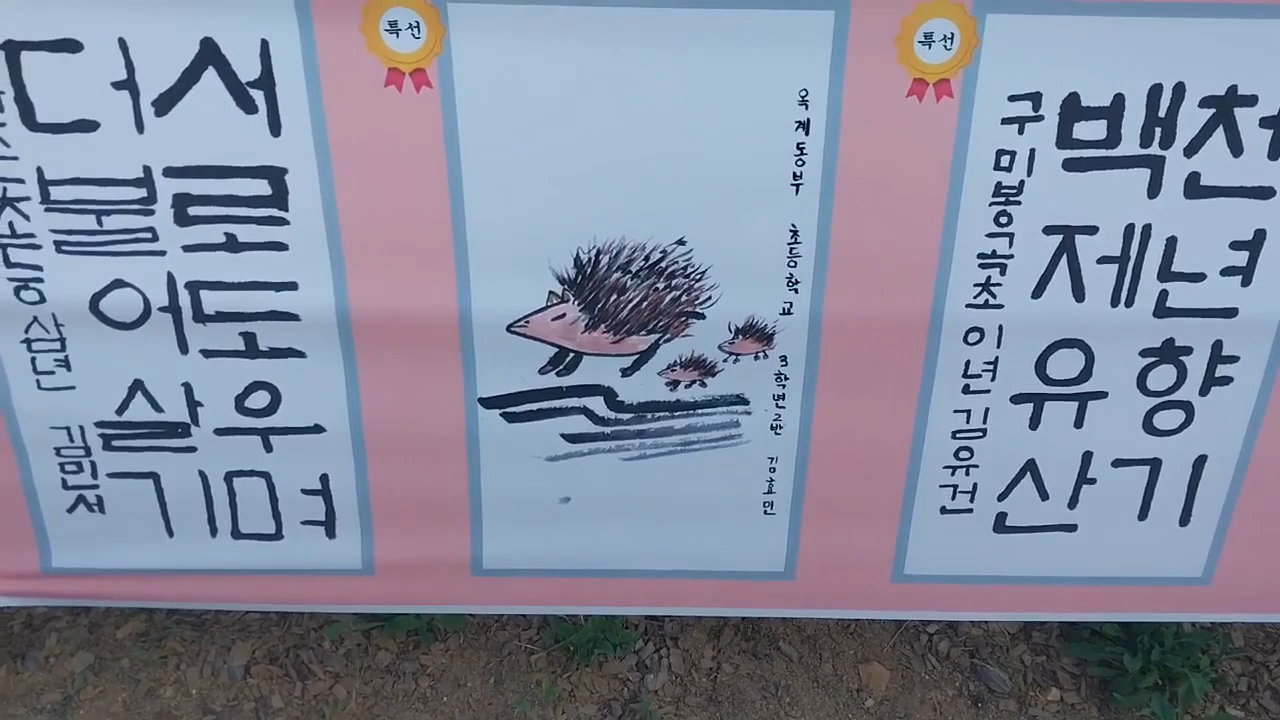 서로도우면
다불어살기
김민서
특선
옥계동부 초등학교 3학년2반 김효민
특선
천년향기
백제유산
구미봉곡초 이년 김유건